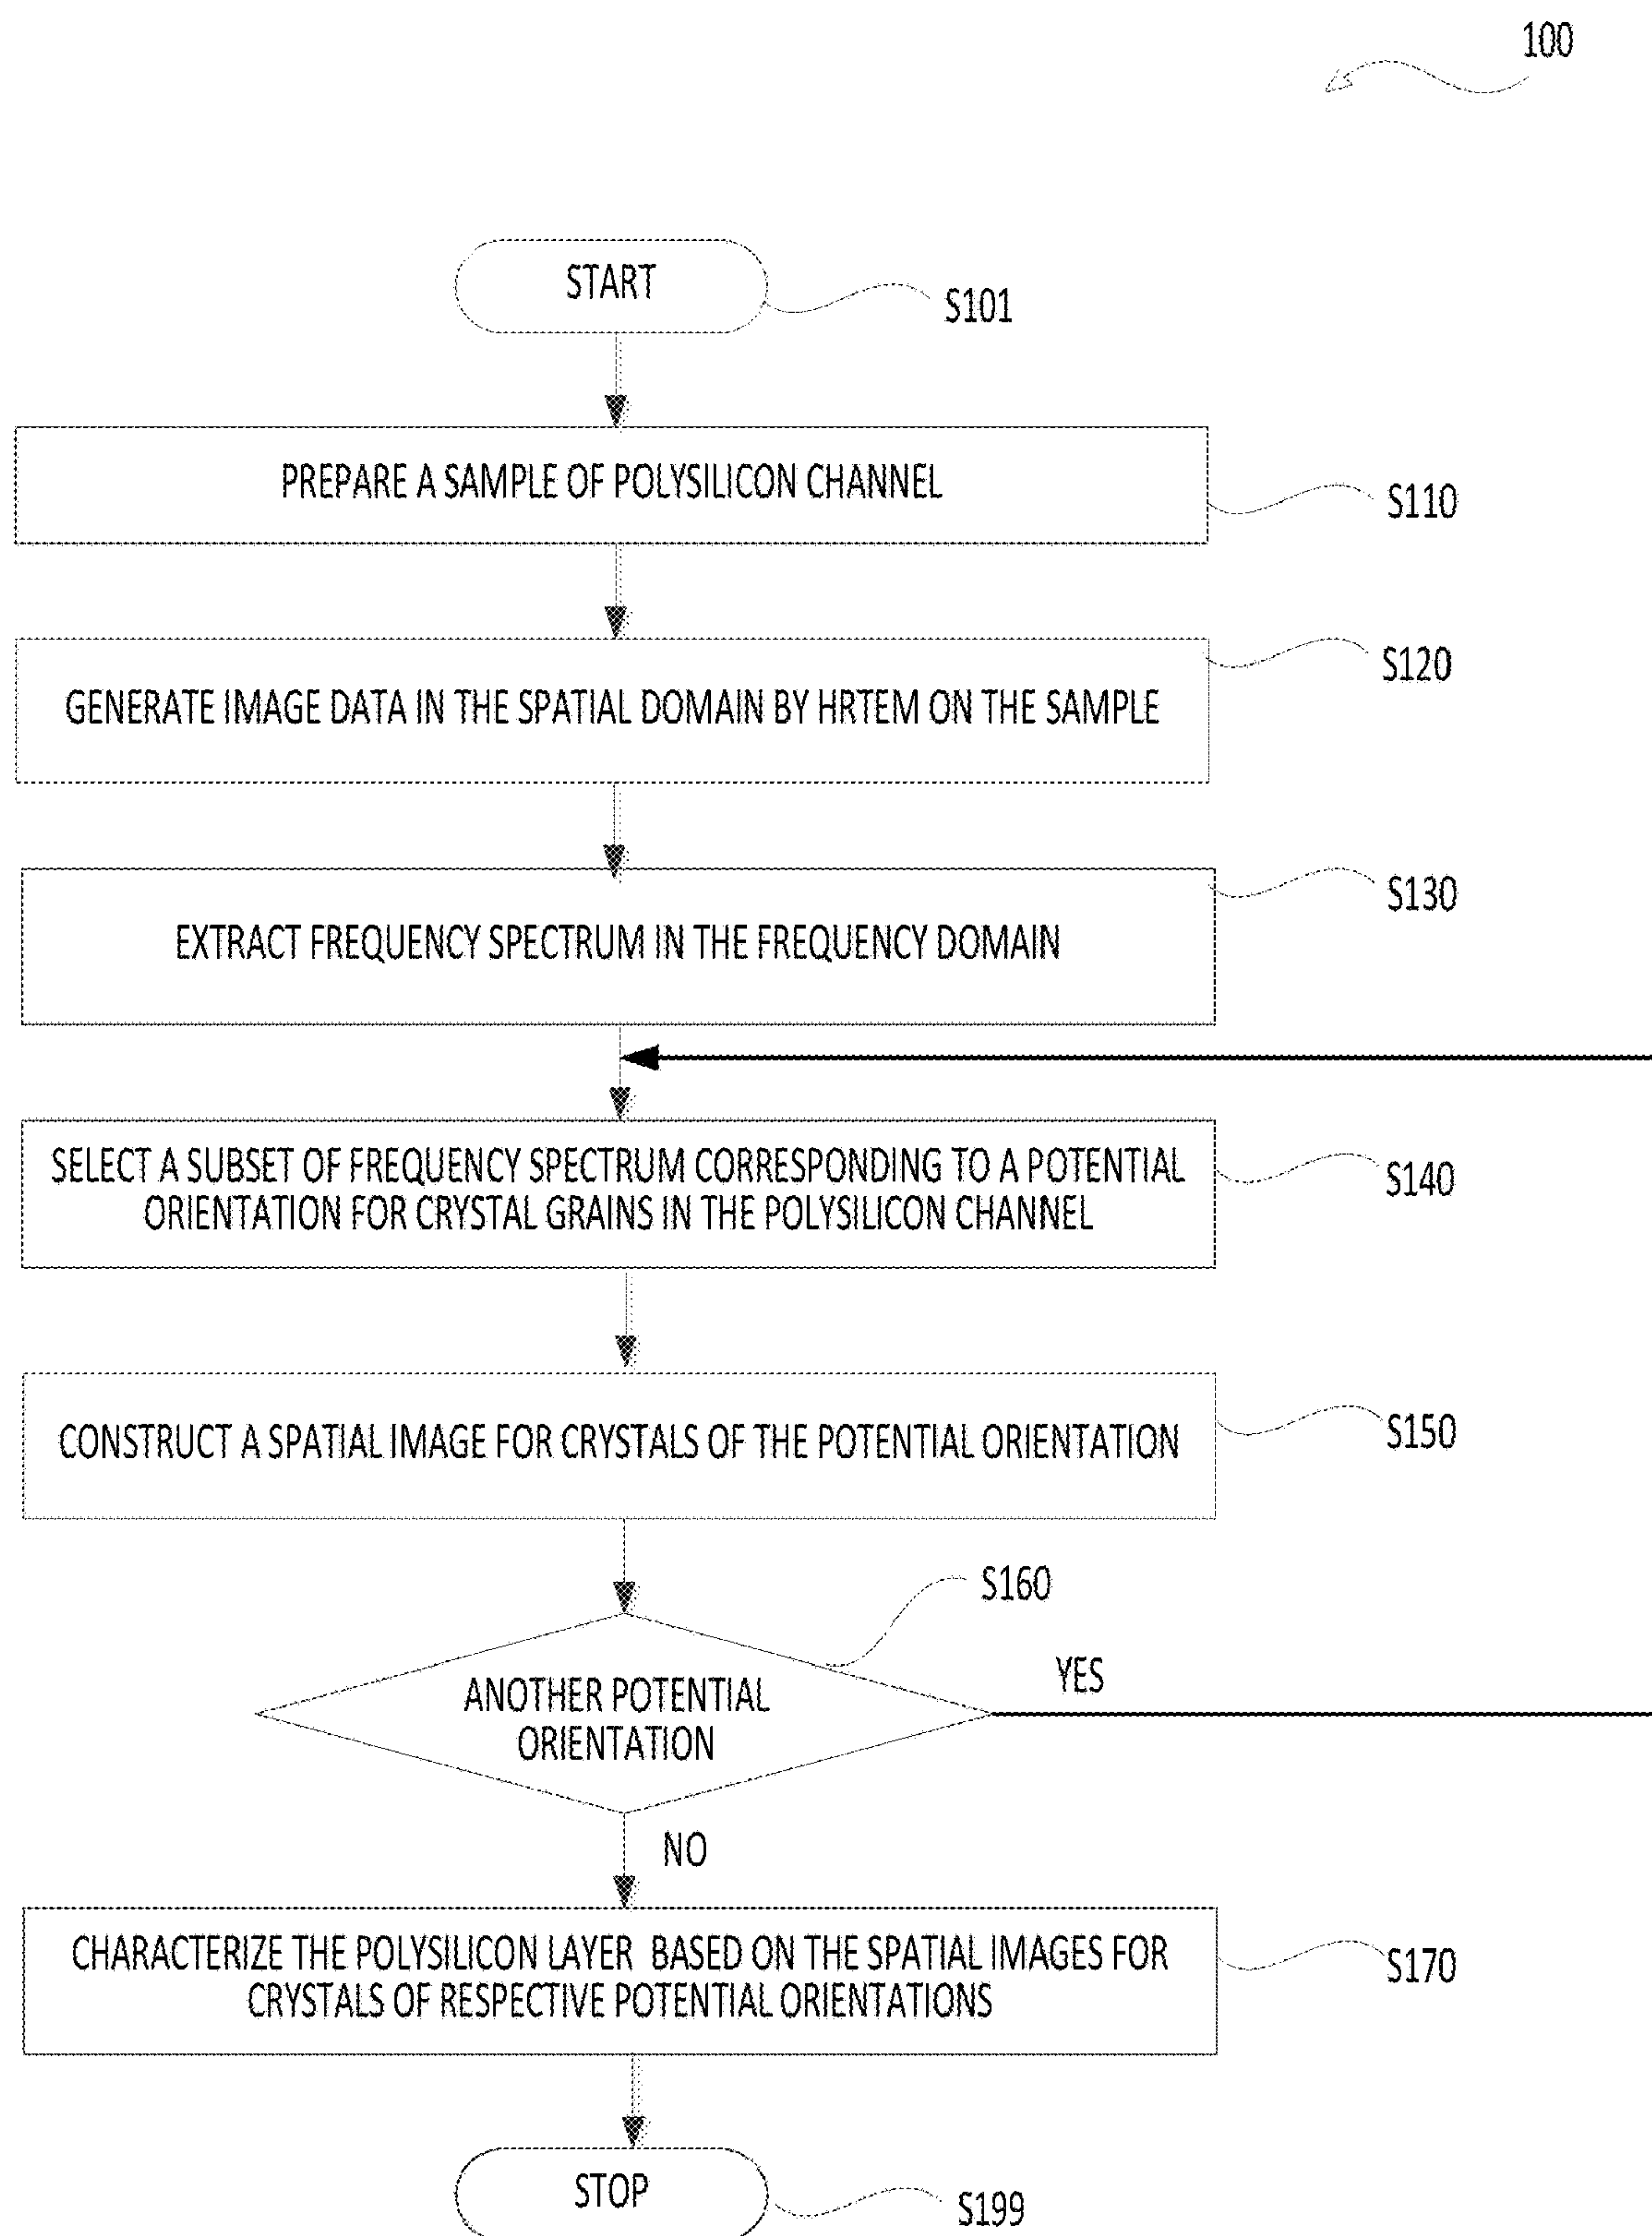 100
START
S101
PREPARE A SAMPLE OF POLYSILICON CHANNEL
S110
GENERATE IMAGE DATA IN THE SPATIAL DOMAIN BY HRTEM ON THE SAMPLE
S120
EXTRACT FREQUENCY SPECTRUM IN THE FREQUENCY DOMAIN
S130
SELECT A SUBSET OF FREQUENCY SPECTRUM CORRESPONDING TO A POTENTIAL
ORIENTATION FOR CRYSTAL GRAINS IN THE POLYSILICON CHANNEL
S140
CONSTRUCT A SPATIAL IMAGE FOR CRYSTALS OF THE POTENTIAL ORIENTATION
S150
S160
ANOTHER POTENTIAL
ORIENTATION
YES
NO
CHARACTERIZE THE POLYSILICON LAYER BASED ON THE SPATIAL IMAGES FOR
CRYSTALS OF RESPECTIVE POTENTIAL ORIENTATIONS
S170
STOP
S199